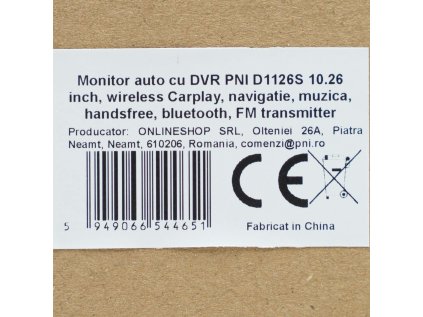 Monitor auto cu DVR PNI D1126S 10.26
inch, wireless Carplay, navigatie, muzica,
handsfree, bluetooth, FM transmitter
Producator: ONLINESHOP SRL, Olteniei 26A, Piatra
Neamt, Neamt, 610206, Romania, comenzi@pni.ro
CE
5 949066 544651
Fabricat in China